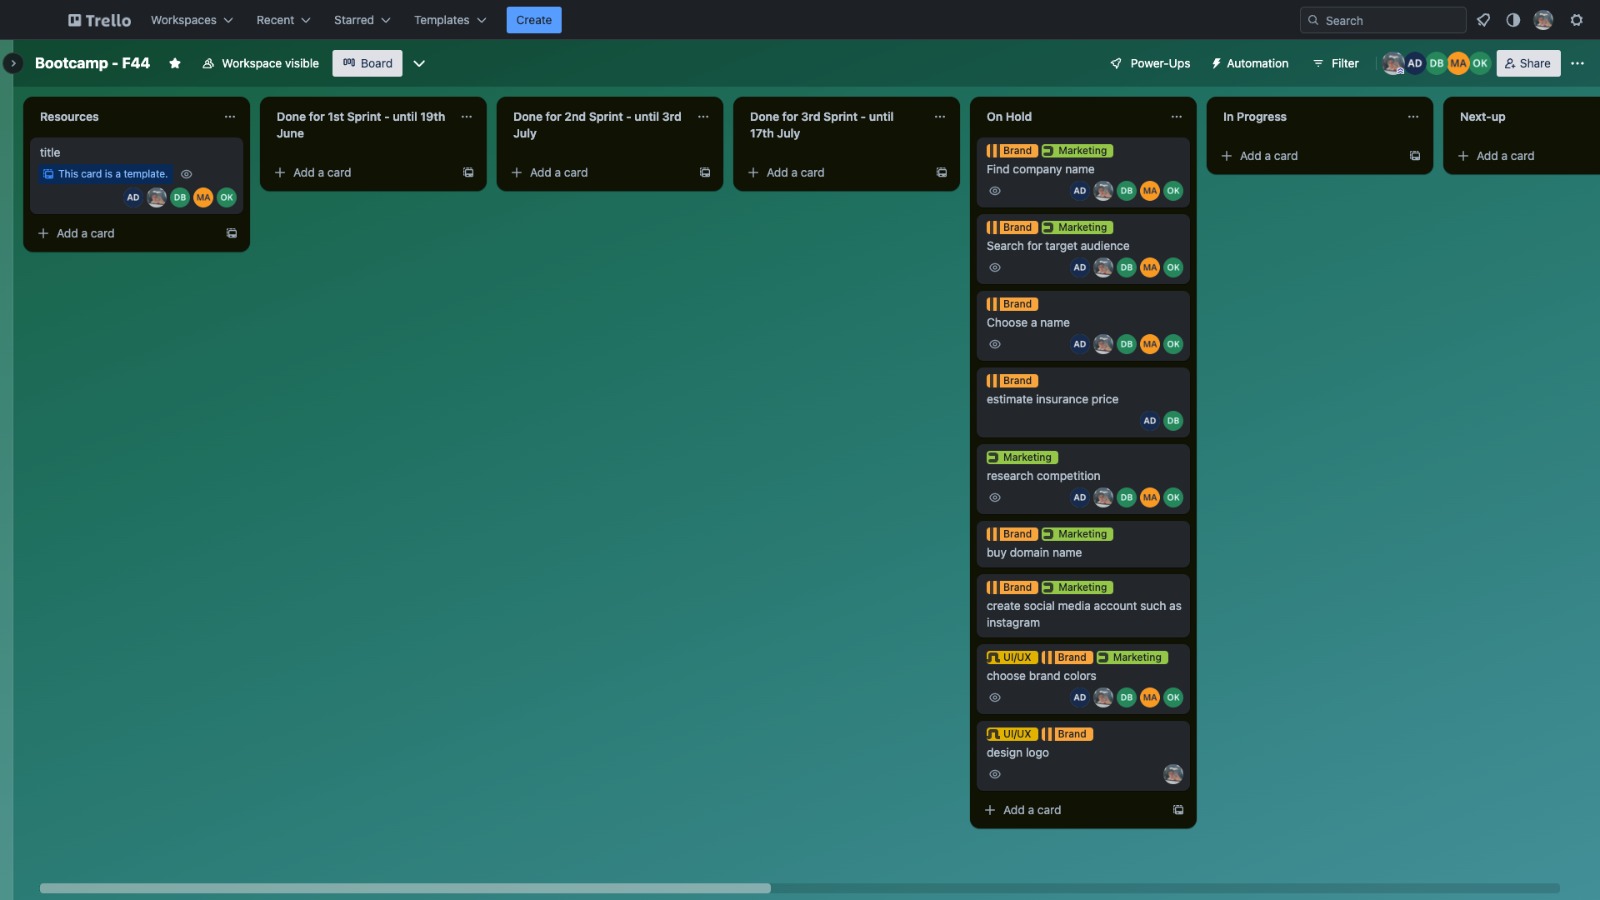 Trello
Workspaces
Recent
Starred
Templates
Create
Search
Bootcamp - F44
Workspace visible
Board
Power-Ups
Automation
Filter
AD DB MA OK
Share
Resources
title
This card is a template.
AD DB MA OK
Add a card
Done for 1st Sprint - until 19th
June
Add a card
Done for 2nd Sprint - until 3rd
July
Add a card
Done for 3rd Sprint - until
17th July
Add a card
On Hold
Brand Marketing
Find company name
AD DB MA OK
Brand Marketing
Search for target audience
AD DB MA OK
Brand
Choose a name
AD DB MA OK
Brand
estimate insurance price
AD DB
Marketing
research competition
AD DB MA OK
Brand Marketing
buy domain name
Brand Marketing
create social media account such as
instagram
UI/UX Brand Marketing
choose brand colors
AD DB MA OK
UI/UX Brand
design logo
Add a card
In Progress
Add a card
Next-up
Add a card